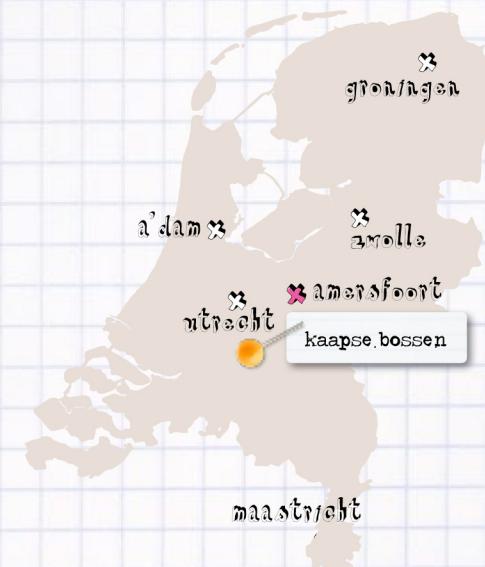 groningen
a'dam
zwolle
amersfoort
utrecht
kaapse.bossen
maastricht